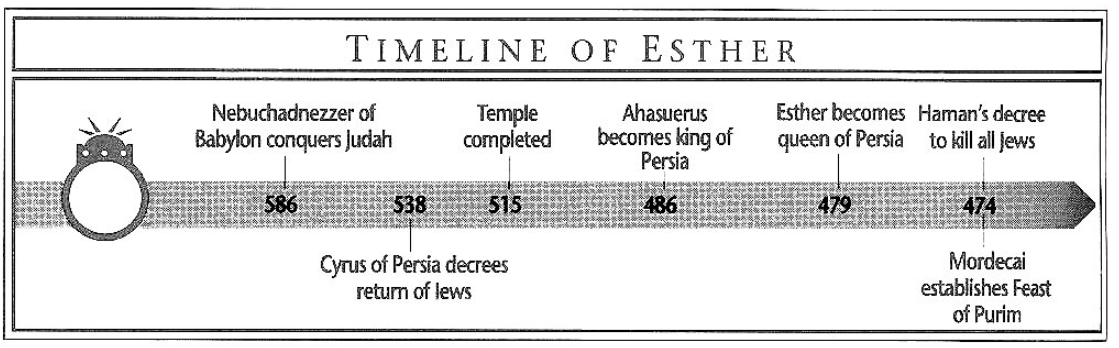 TIMELINE OF ESTHER
Nebuchadnezzer of
Babylon conquers Judah
Temple
completed
Ahasuerus
becomes king of
Persia
Esther becomes
queen of Persia
Haman's decree
to kill all Jews
586
538
515
486
479
474
Cyrus of Persia decrees
return of Jews
Mordecai
establishes Feast
of Purim